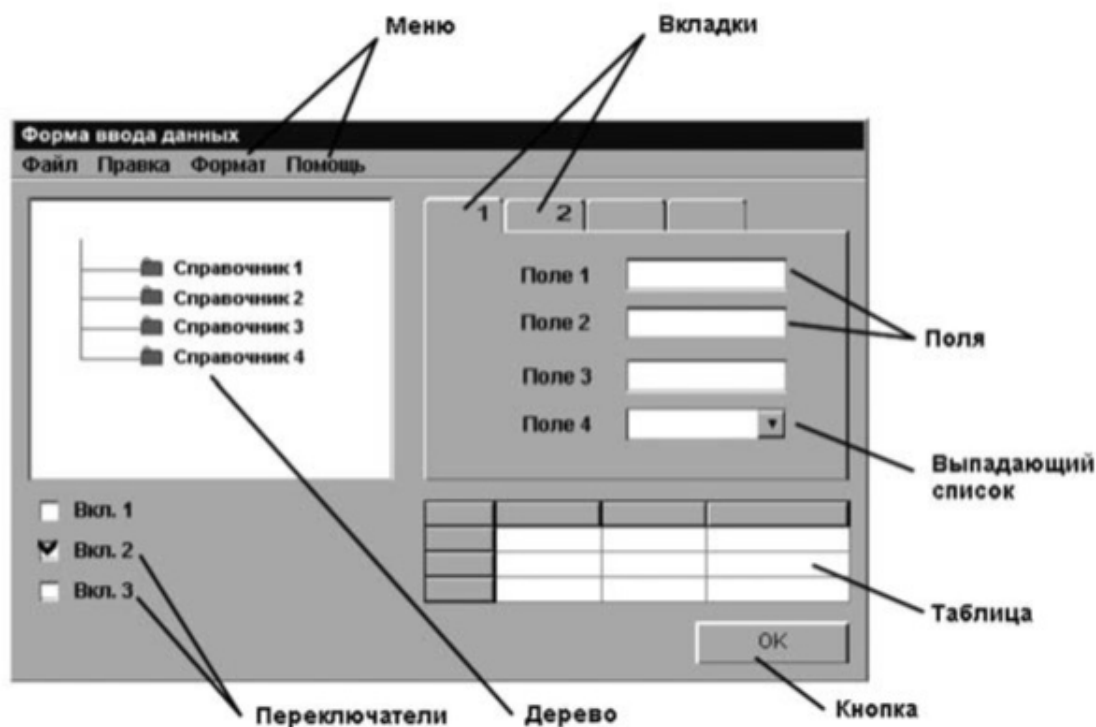 Меню
Вкладки
Форма ввода данных
Файл Правка Формат Помощь
1 2
Справочник 1
Справочник 2
Справочник 3
Справочник 4
Поле 1
Поле 2
Поле 3
Поле 4
Поля
Выпадающий
список
Вкл. 1
Вкл. 2
Вкл. 3
Таблица
OK
Переключатели
Дерево
Кнопка